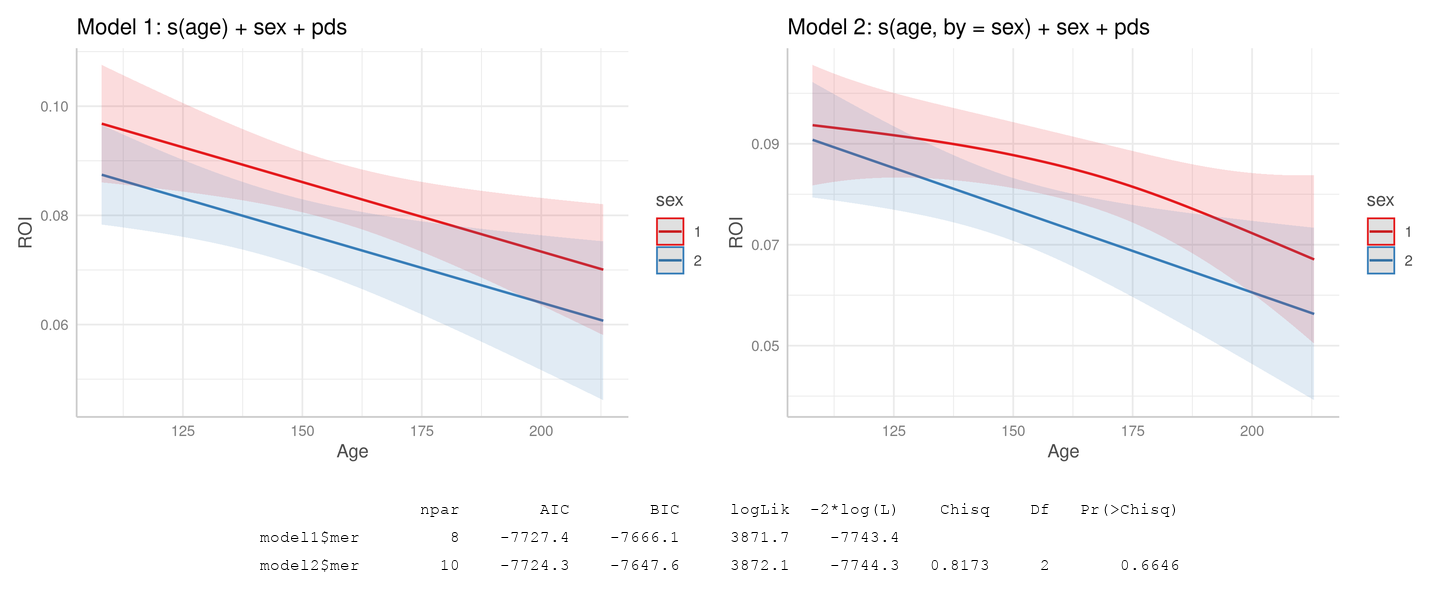 Model 1: s(age) + sex + pds
0.10
0.08
0.06
ROI
125 150 175 200
Age
sex
1
2
Model 2: s(age, by = sex) + sex + pds
0.09
0.07
0.05
ROI
125 150 175 200
Age
sex
1
2
npar AIC BIC logLik -2*log(L) Chisq Df Pr(>Chisq)
model1$mer 8 -7727.4 -7666.1 3871.7 -7743.4
model2$mer 10 -7724.3 -7647.6 3872.1 -7744.3 0.8173 2 0.6646